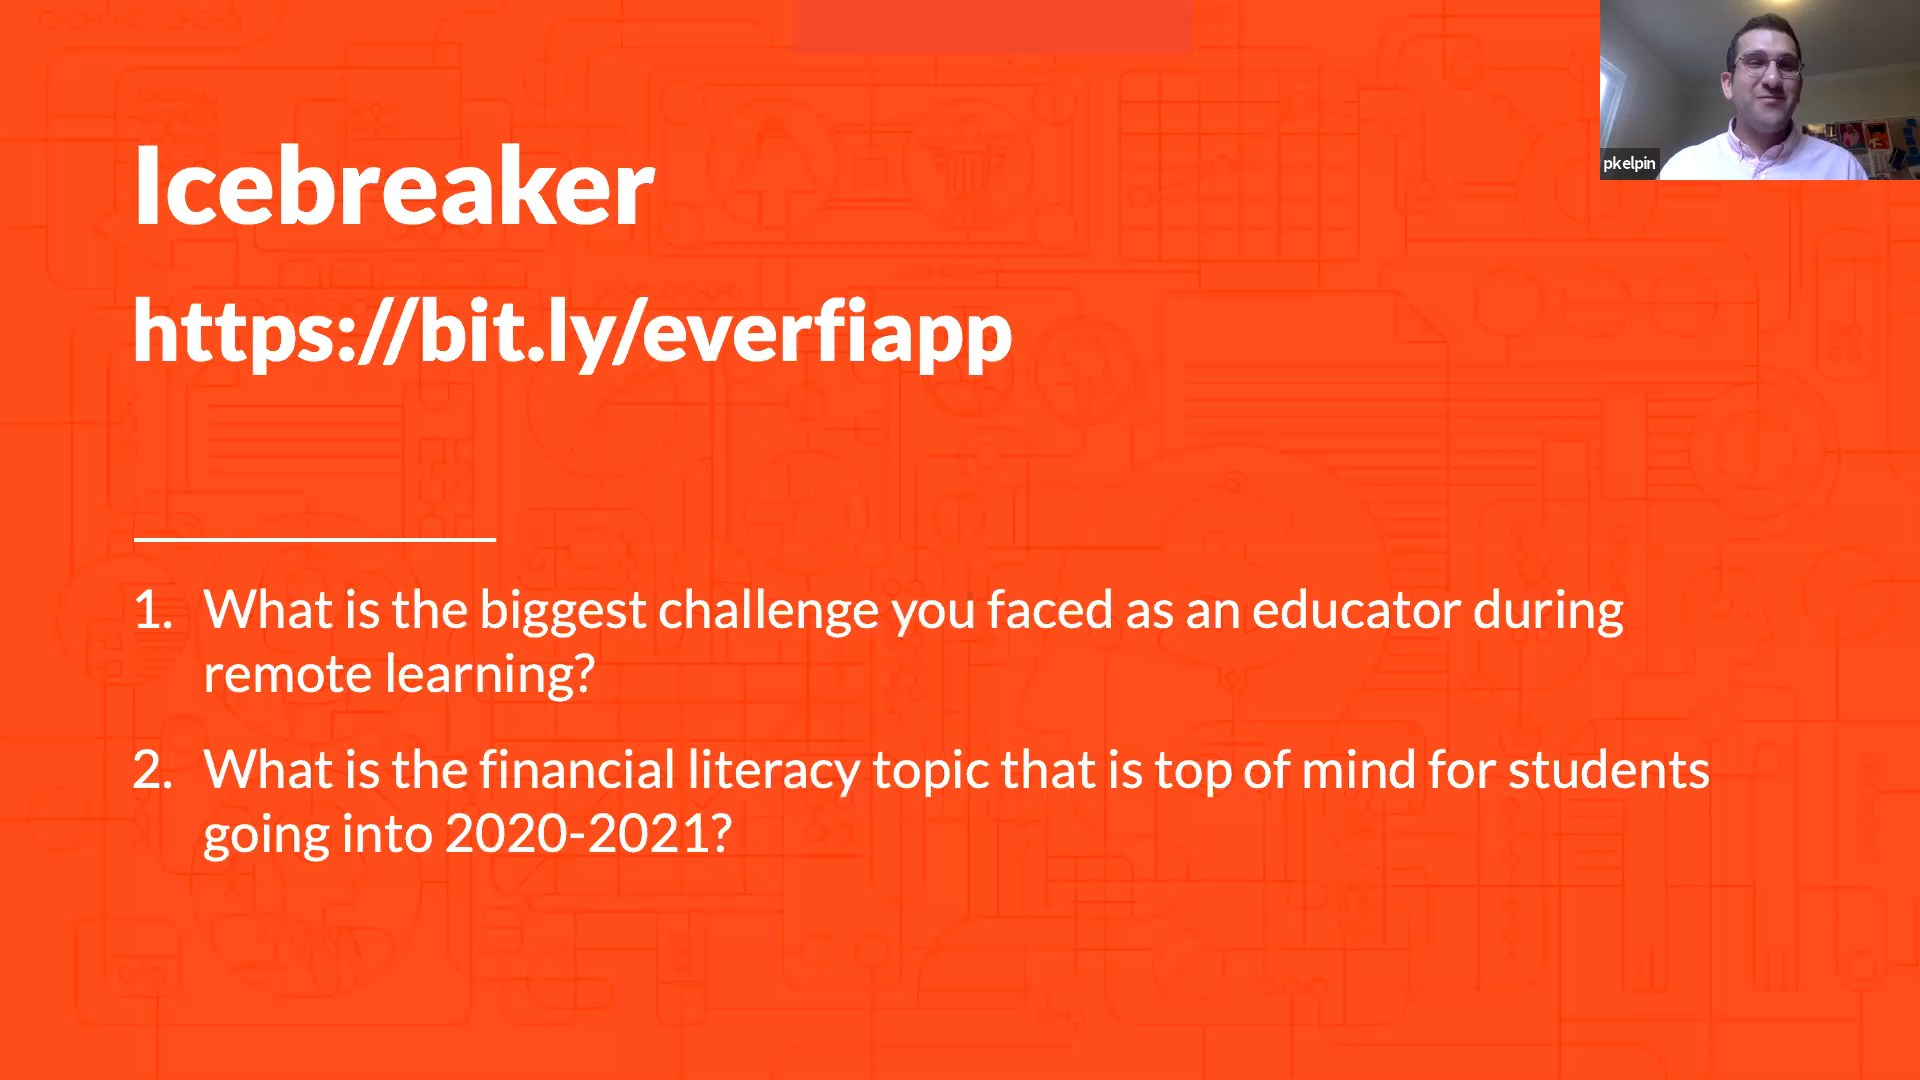 Icebreaker
https://bit.ly/everfiapp
1. What is the biggest challenge you faced as an educator during
remote learning?
2. What is the financial literacy topic that is top of mind for students
going into 2020-2021?
pkelpin